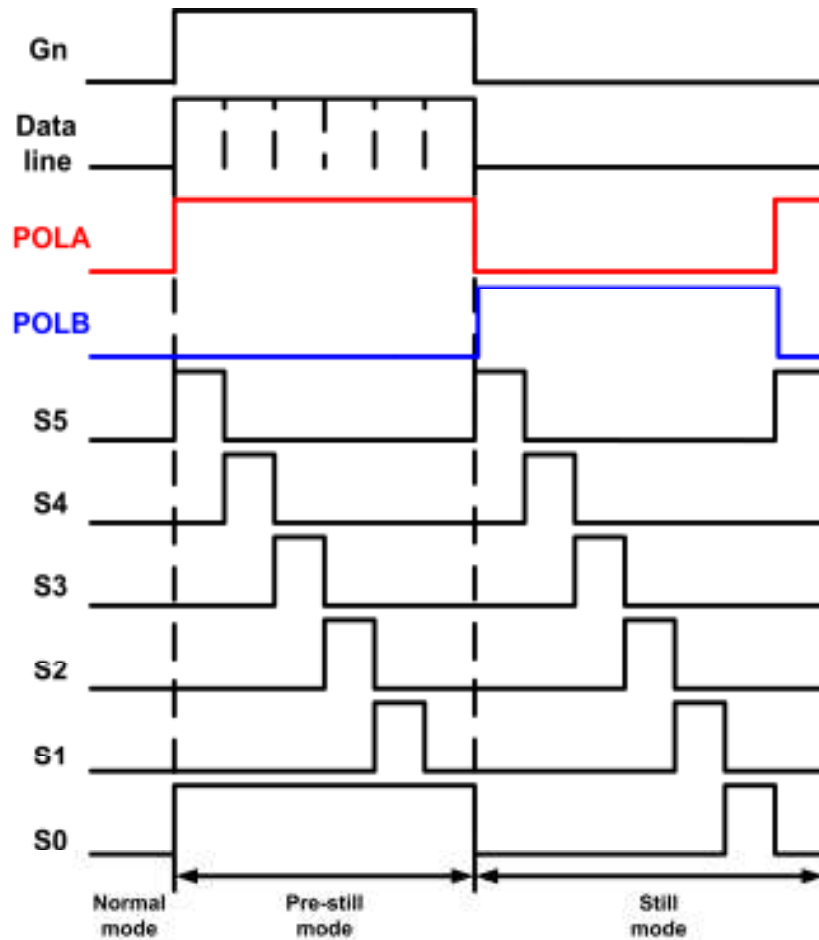 Gn
Data
line
POLA
POLB
S5
S4
S3
S2
S1
S0
Normal
mode
Pre-still
mode
Still
mode